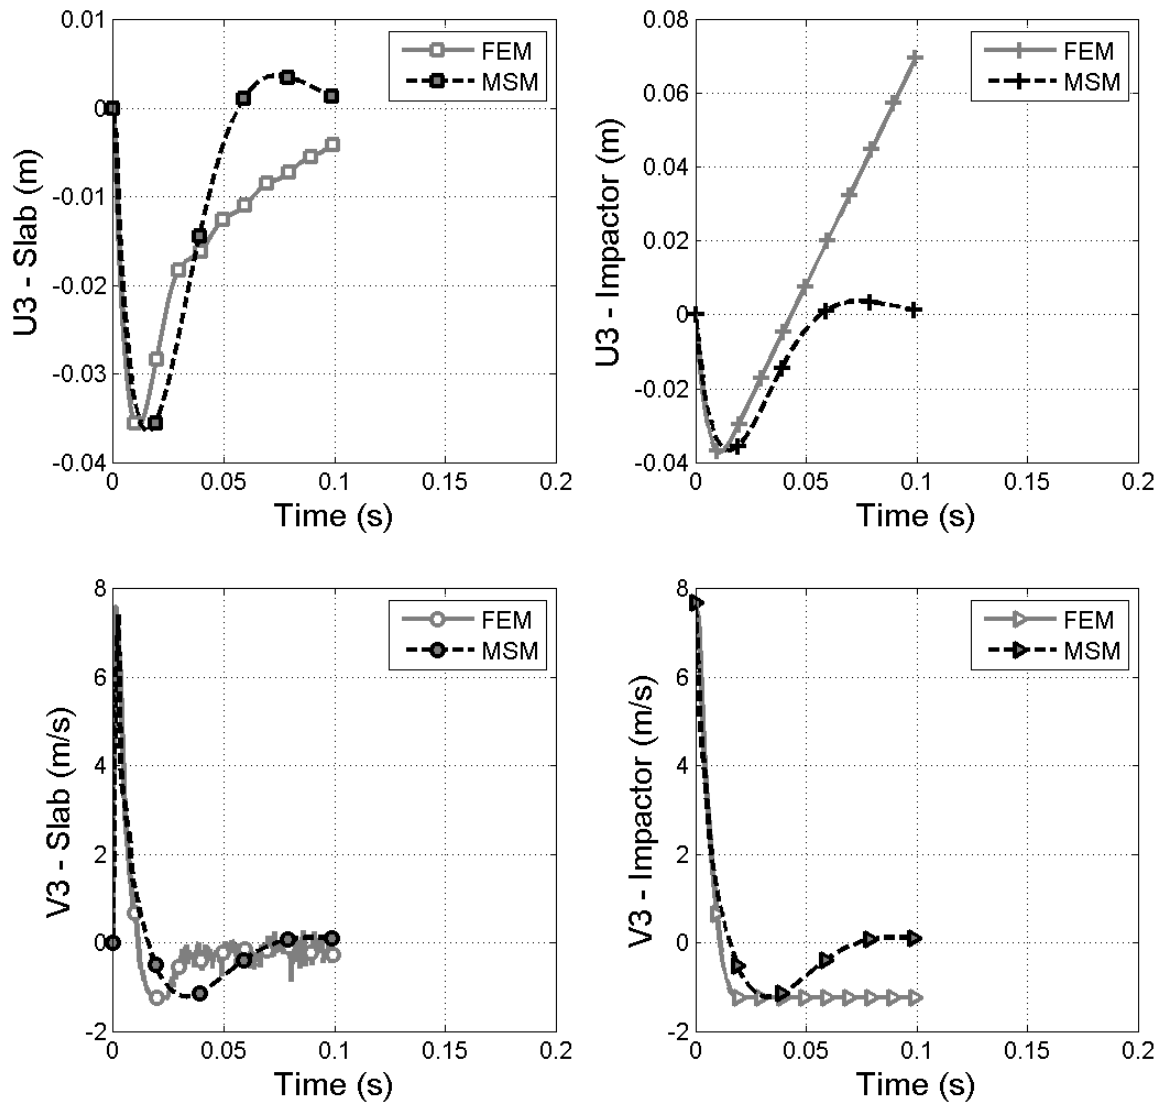 0.01
0
-0.01
-0.02
-0.03
-0.04
U3 - Slab (m)
FEM
MSM
0 0.05 0.1 0.15 0.2
Time (s)
0.08
0.06
0.04
0.02
0
-0.02
-0.04
U3 - Impactor (m)
FEM
MSM
0 0.05 0.1 0.15 0.2
Time (s)
8
6
4
2
0
-2
V3 - Slab (m/s)
FEM
MSM
0 0.05 0.1 0.15 0.2
Time (s)
8
6
4
2
0
-2
V3 - Impactor (m/s)
FEM
MSM
0 0.05 0.1 0.15 0.2
Time (s)